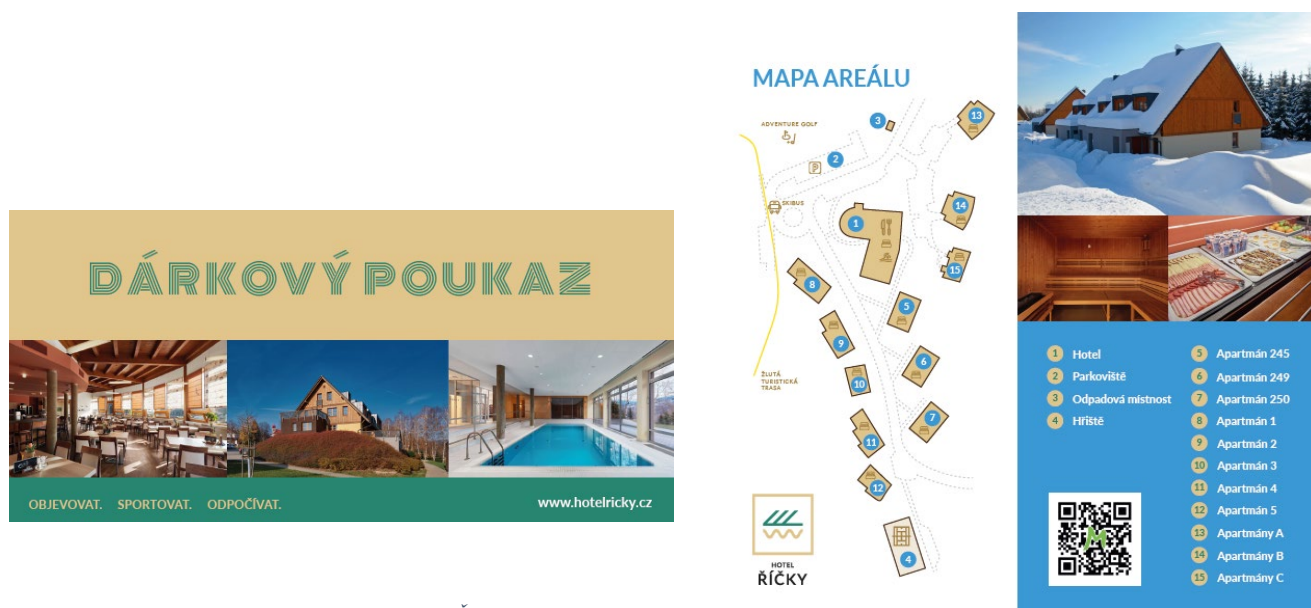 DÁRKOVÝ POUKAZ
OBJEVOVAT. SPORTOVAT. ODPOČÍVAT.
www.hotelricky.cz
MAPA AREÁLU
ADVENTURE GOLF
P
SKIBUS
ŽLUTÁ
TURISTICKÁ
TRASA
1
2
3
4
5
6
7
8
9
10
11
12
13
14
15
HOTEL
ŘÍČKY
1 Hotel
2 Parkoviště
3 Odpadová místnost
4 Hřiště
5 Apartmán 245
6 Apartmán 249
7 Apartmán 250
8 Apartmán 1
9 Apartmán 2
10 Apartmán 3
11 Apartmán 4
12 Apartmán 5
13 Apartmány A
14 Apartmány B
15 Apartmány C
M